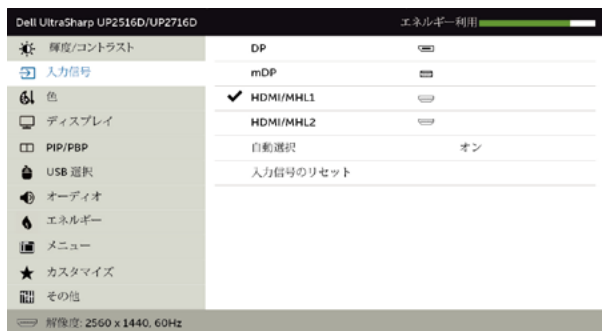 Dell UltraSharp UP2516D/UP2716D エネルギー利用
輝度/コントラスト
入力信号
色
ディスプレイ
PIP/PBP
USB 選択
オーディオ
エネルギー
メニュー
カスタマイズ
その他
DP
mDP
HDMI/MHL1
HDMI/MHL2
自動選択 オン
入力信号のリセット
解像度: 2560 x 1440, 60Hz